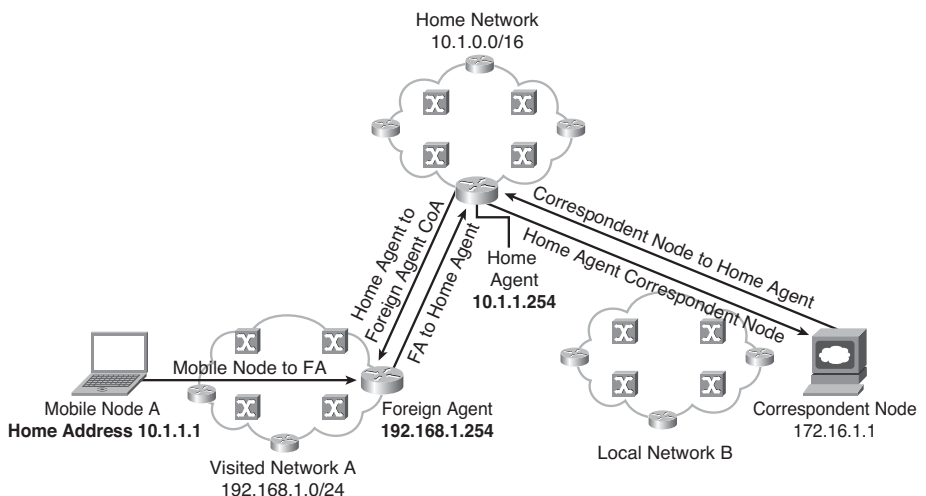 Home Network
10.1.0.0/16
Correspondent Node to Home Agent
Home Agent Correspondent Node
Home Agent to
Foreign Agent CoA
FA to Home Agent
Home
Agent
10.1.1.254
Mobile Node to FA
Mobile Node A
Home Address 10.1.1.1
Foreign Agent
192.168.1.254
Correspondent Node
172.16.1.1
Local Network B
Visited Network A
192.168.1.0/24